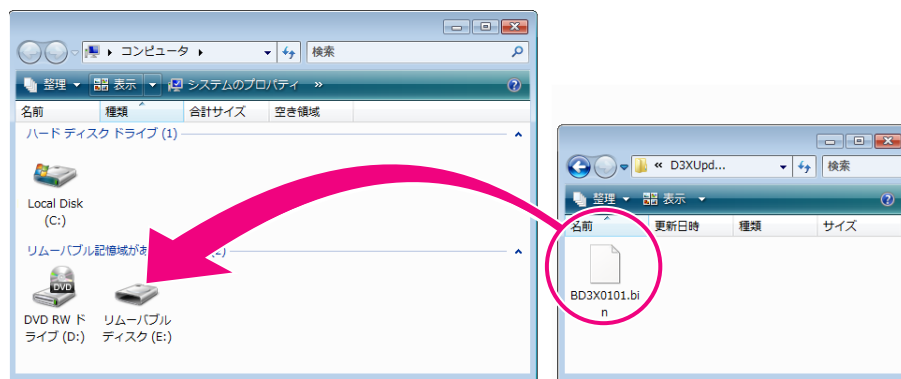 コンピュータ
検索
整理 表示 システムのプロパティ »
名前 種類 合計サイズ 空き領域
ハード ディスク ドライブ (1)
Local Disk
(C:)
リムーバブル記憶域があ
DVD
DVD RW ド
ライブ (D:)
リムーバブル
ディスク (E:)
« D3XUpd...
検索
整理 表示
名前 更新日時 種類 サイズ
BD3X0101.bi
n